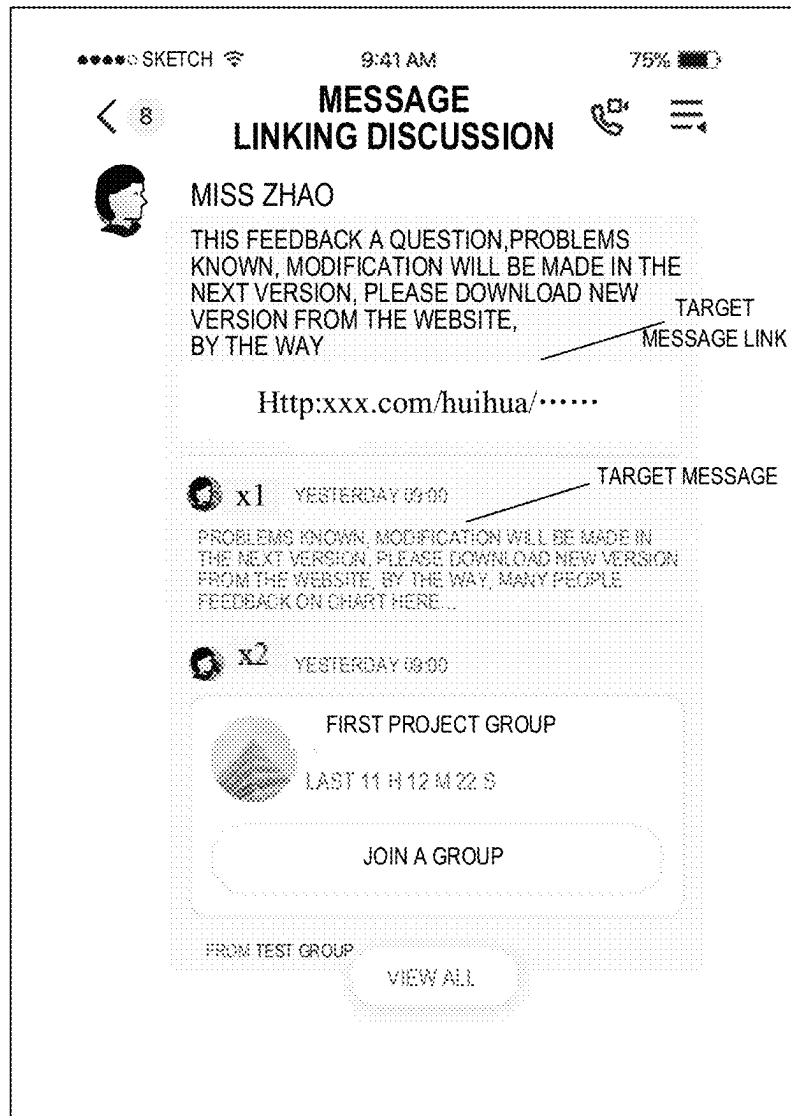 SKETCH 9:41 AM 75%
8 MESSAGE
LINKING DISCUSSION
MISS ZHAO
THIS FEEDBACK A QUESTION,PROBLEMS
KNOWN, MODIFICATION WILL BE MADE IN THE
NEXT VERSION, PLEASE DOWNLOAD NEW
VERSION FROM THE WEBSITE,
BY THE WAY
TARGET
MESSAGE LINK
Http:xxx.com/huihua/······
TARGET MESSAGE
x1 YESTERDAY 09:00
PROBLEMS KNOWN, MODIFICATION WILL BE MADE IN
THE NEXT VERSION, PLEASE DOWNLOAD NEW VERSION
FROM THE WEBSITE, BY THE WAY, MANY PEOPLE
FEEDBACK ON CHART HERE...
x2 YESTERDAY 09:00
FIRST PROJECT GROUP
LAST 11 H 12 M 22 S
JOIN A GROUP
FROM TEST GROUP
VIEW ALL